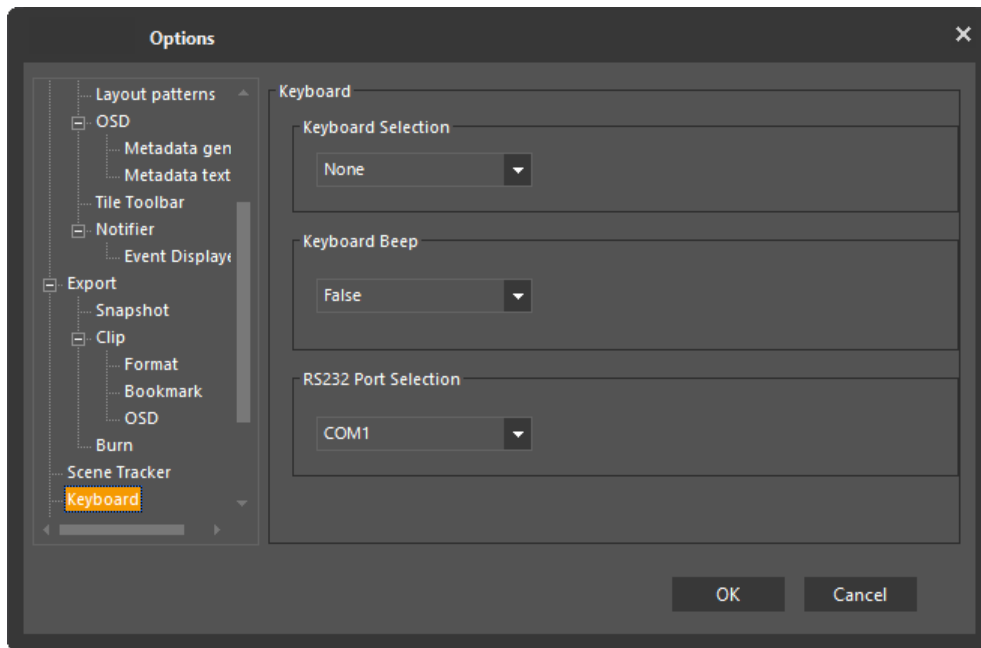 Options
Layout patterns
OSD
Metadata gen
Metadata text
Tile Toolbar
Notifier
Event Displaye
Export
Snapshot
Clip
Format
Bookmark
OSD
Burn
Scene Tracker
Keyboard
Keyboard
Keyboard Selection
None
Keyboard Beep
False
RS232 Port Selection
COM1
OK
Cancel